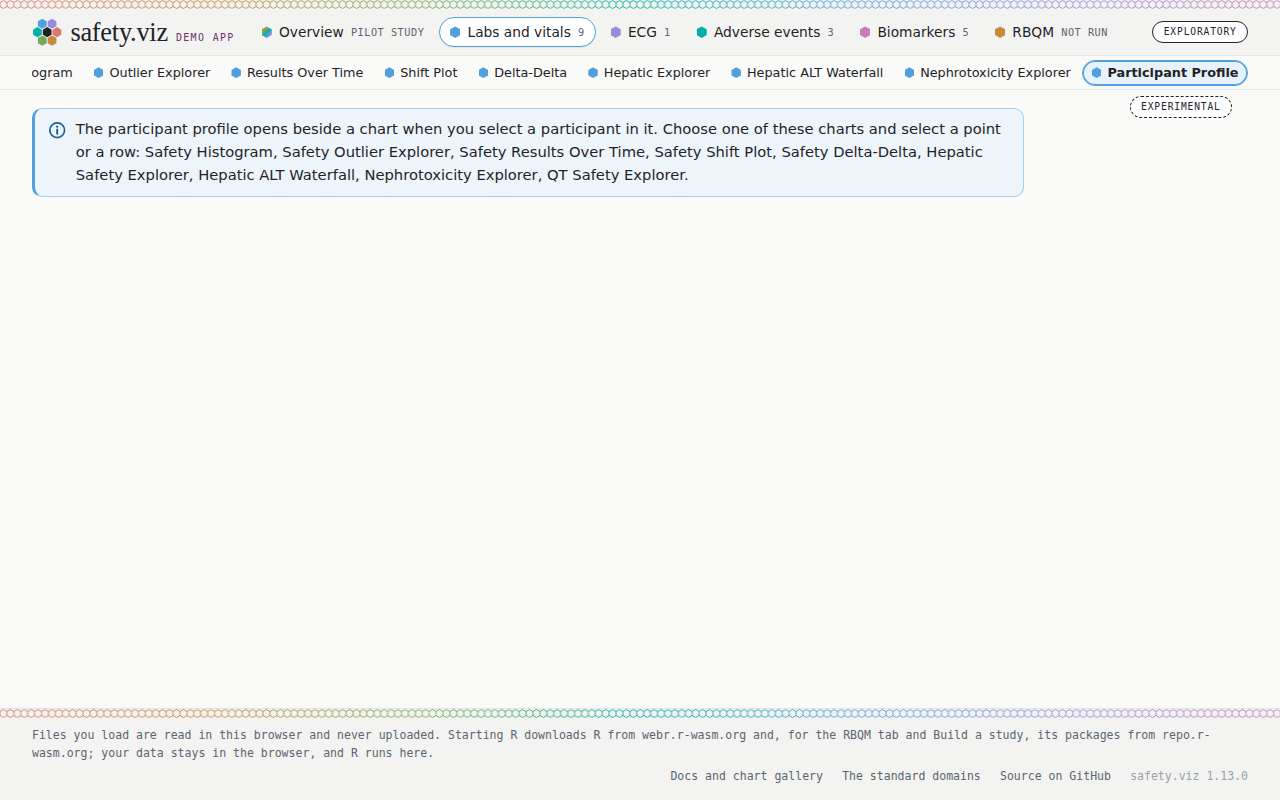 safety.viz DEMO APP Overview PILOT STUDY Labs and vitals 9 ECG 1 Adverse events 3 Biomarkers 5 RBQM NOT RUN EXPLORATORY
ogram Outlier Explorer Results Over Time Shift Plot Delta-Delta Hepatic Explorer Hepatic ALT Waterfall Nephrotoxicity Explorer Participant Profile
EXPERIMENTAL
The participant profile opens beside a chart when you select a participant in it. Choose one of these charts and select a point
or a row: Safety Histogram, Safety Outlier Explorer, Safety Results Over Time, Safety Shift Plot, Safety Delta-Delta, Hepatic
Safety Explorer, Hepatic ALT Waterfall, Nephrotoxicity Explorer, QT Safety Explorer.
Files you load are read in this browser and never uploaded. Starting R downloads R from webr.r-wasm.org and, for the RBQM tab and Build a study, its packages from repo.r-
wasm.org; your data stays in the browser, and R runs here.
Docs and chart gallery The standard domains Source on GitHub safety.viz 1.13.0